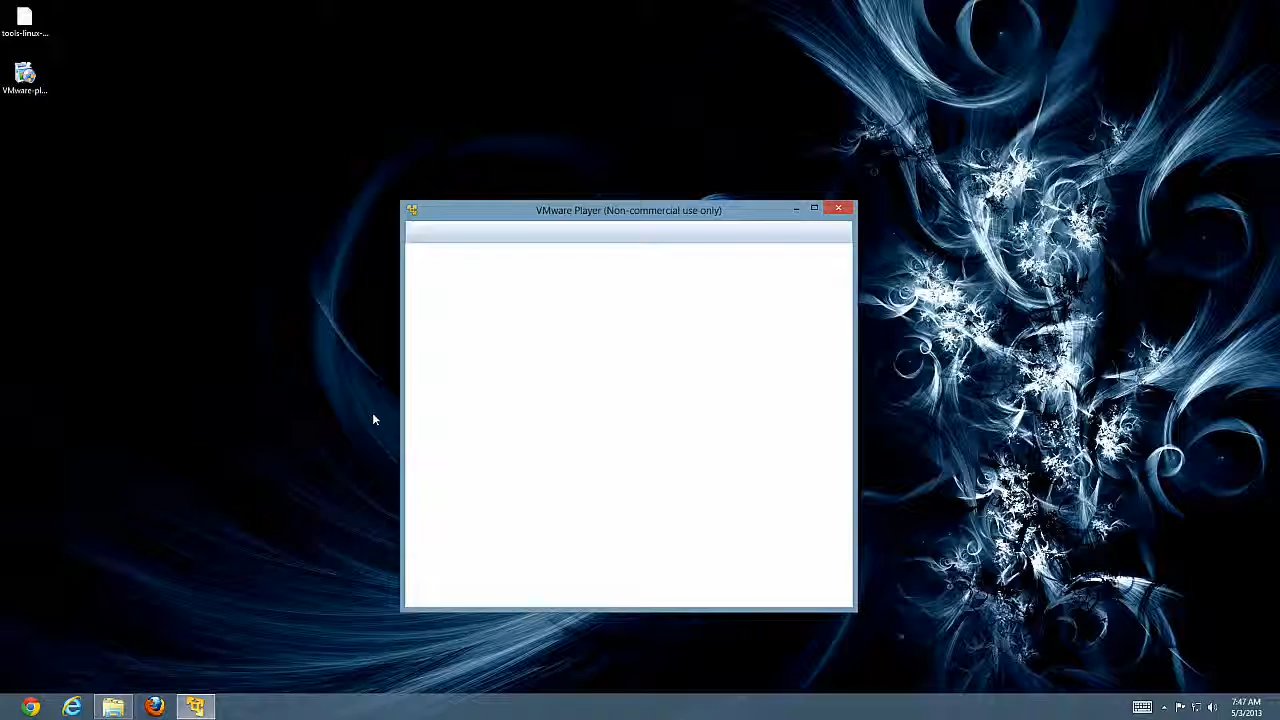 tools-linux-...
VMware-pl...
VMware Player (Non-commercial use only)
7:47 AM
5/3/2013